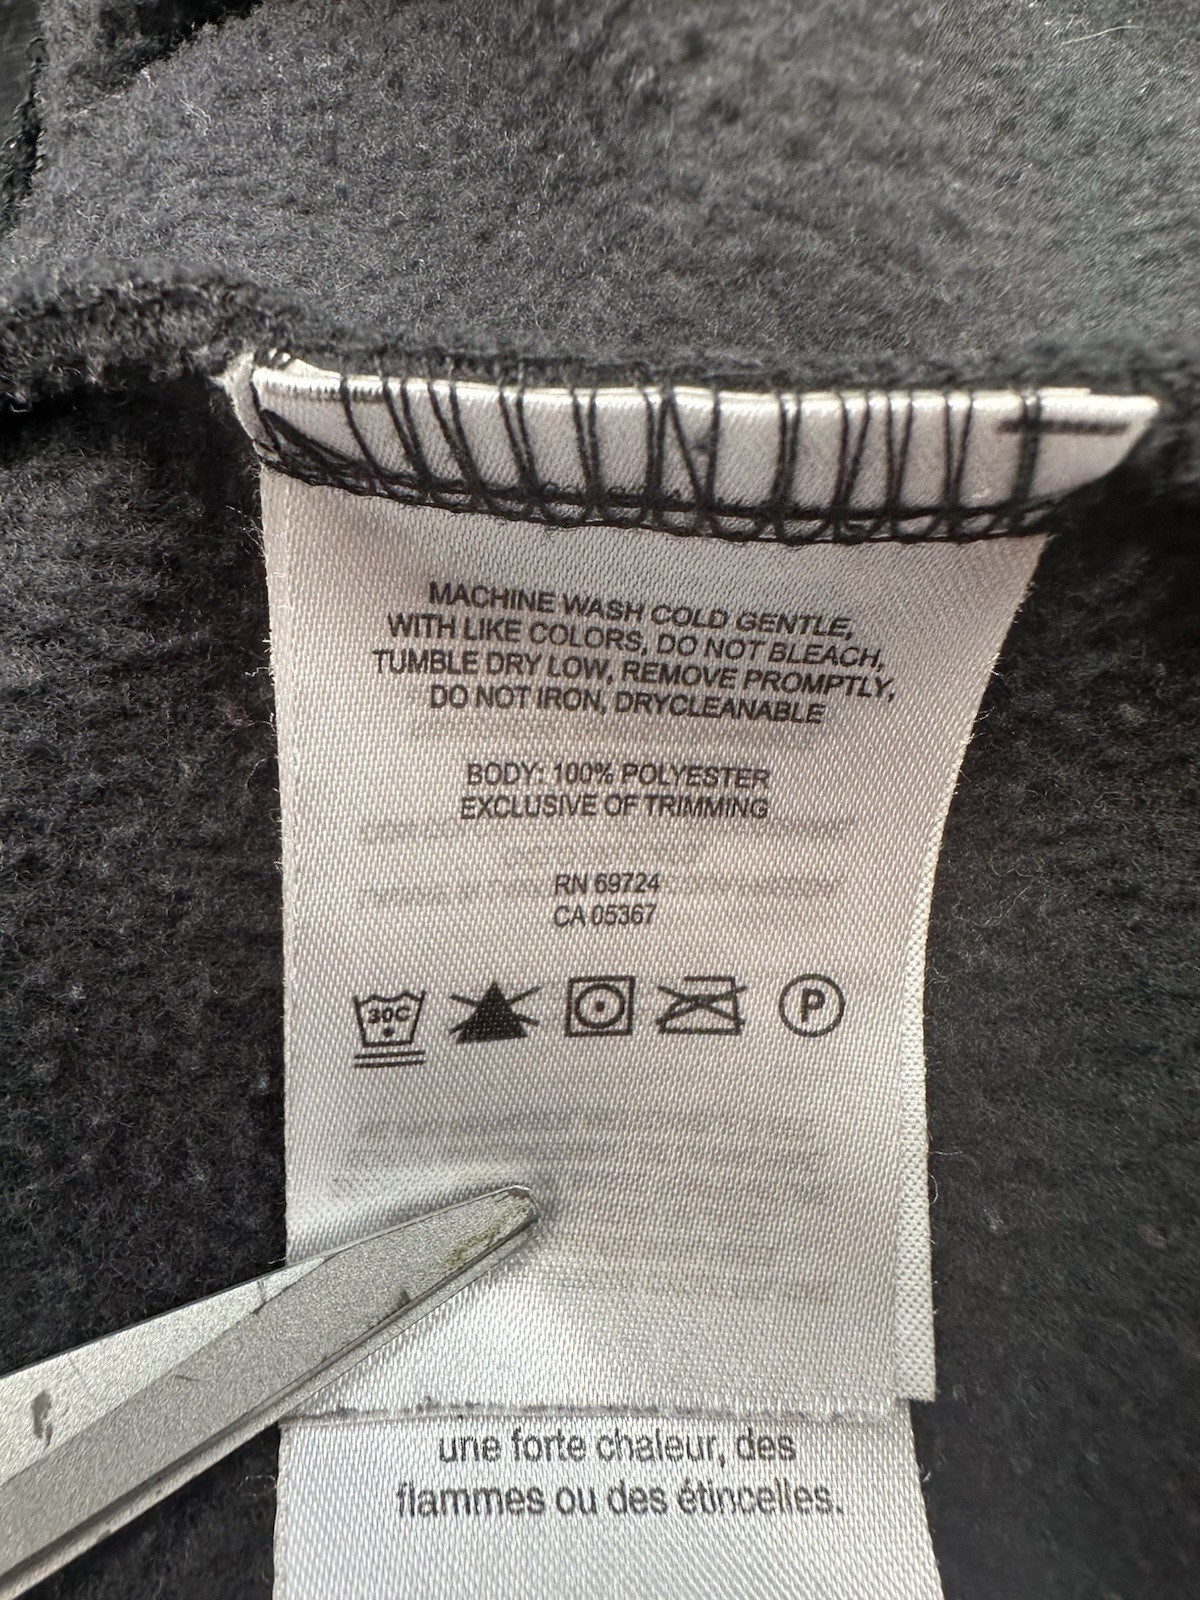 MACHINE WASH COLD GENTLE,
WITH LIKE COLORS, DO NOT BLEACH,
TUMBLE DRY LOW, REMOVE PROMPTLY,
DO NOT IRON, DRYCLEANABLE
BODY: 100% POLYESTER
EXCLUSIVE OF TRIMMING
RN 69724
CA 05367
30C
P
une forte chaleur, des
flammes ou des étincelles.